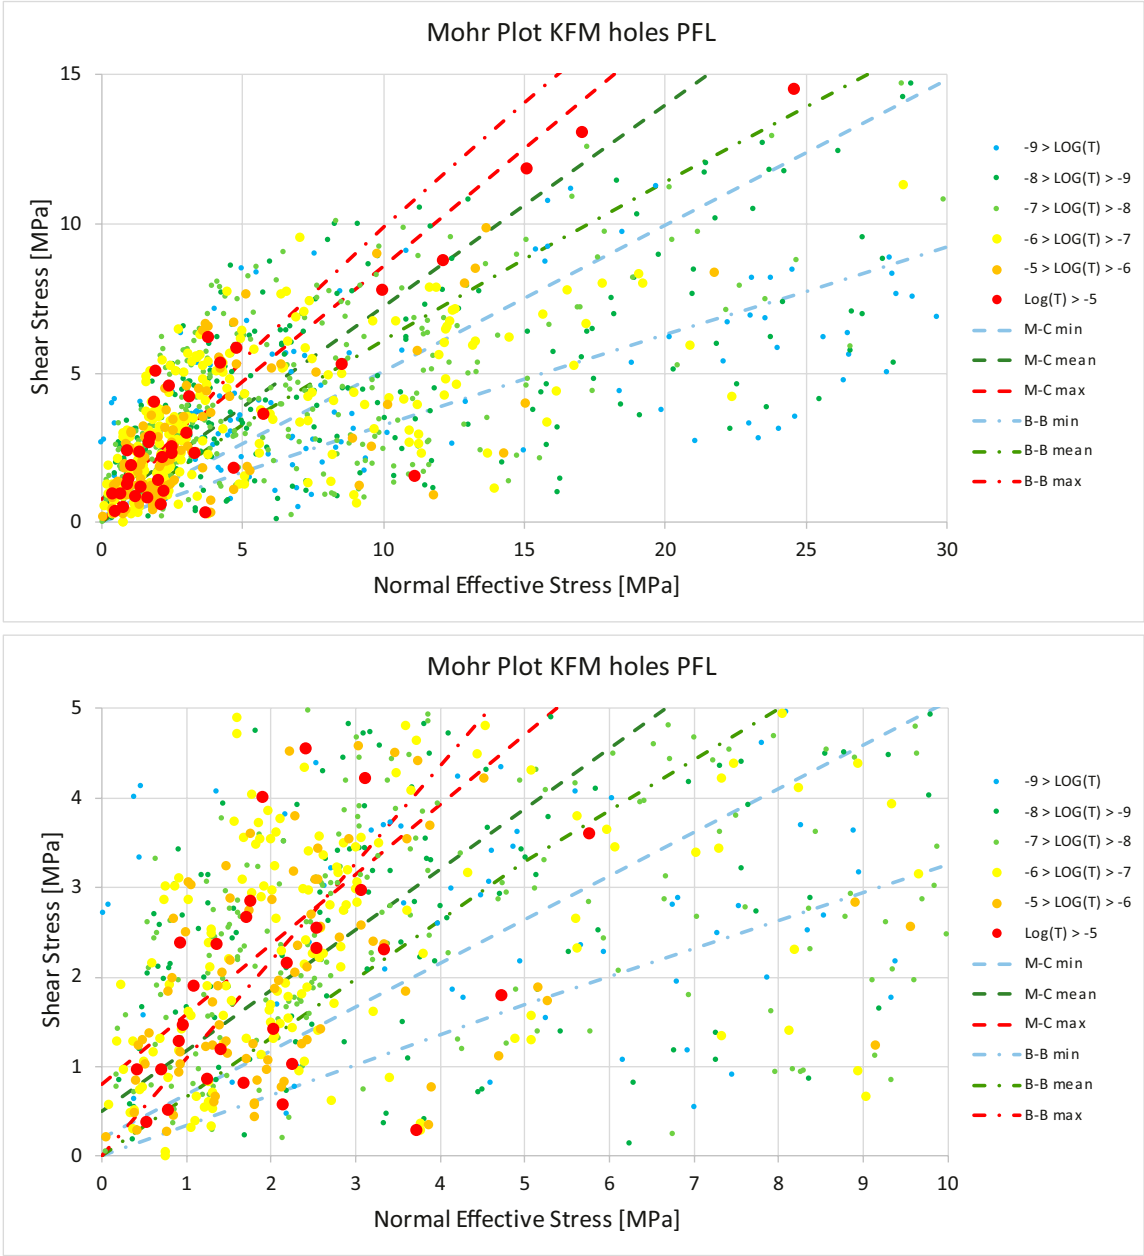 Mohr Plot KFM holes PFL
15
10
5
0
0 5 10 15 20 25 30
Shear Stress [MPa]
Normal Effective Stress [MPa]
-9 > LOG(T)
-8 > LOG(T) > -9
-7 > LOG(T) > -8
-6 > LOG(T) > -7
-5 > LOG(T) > -6
Log(T) > -5
M-C min
M-C mean
M-C max
B-B min
B-B mean
B-B max
Mohr Plot KFM holes PFL
5
4
3
2
1
0
0 1 2 3 4 5 6 7 8 9 10
Shear Stress [MPa]
Normal Effective Stress [MPa]
-9 > LOG(T)
-8 > LOG(T) > -9
-7 > LOG(T) > -8
-6 > LOG(T) > -7
-5 > LOG(T) > -6
Log(T) > -5
M-C min
M-C mean
M-C max
B-B min
B-B mean
B-B max